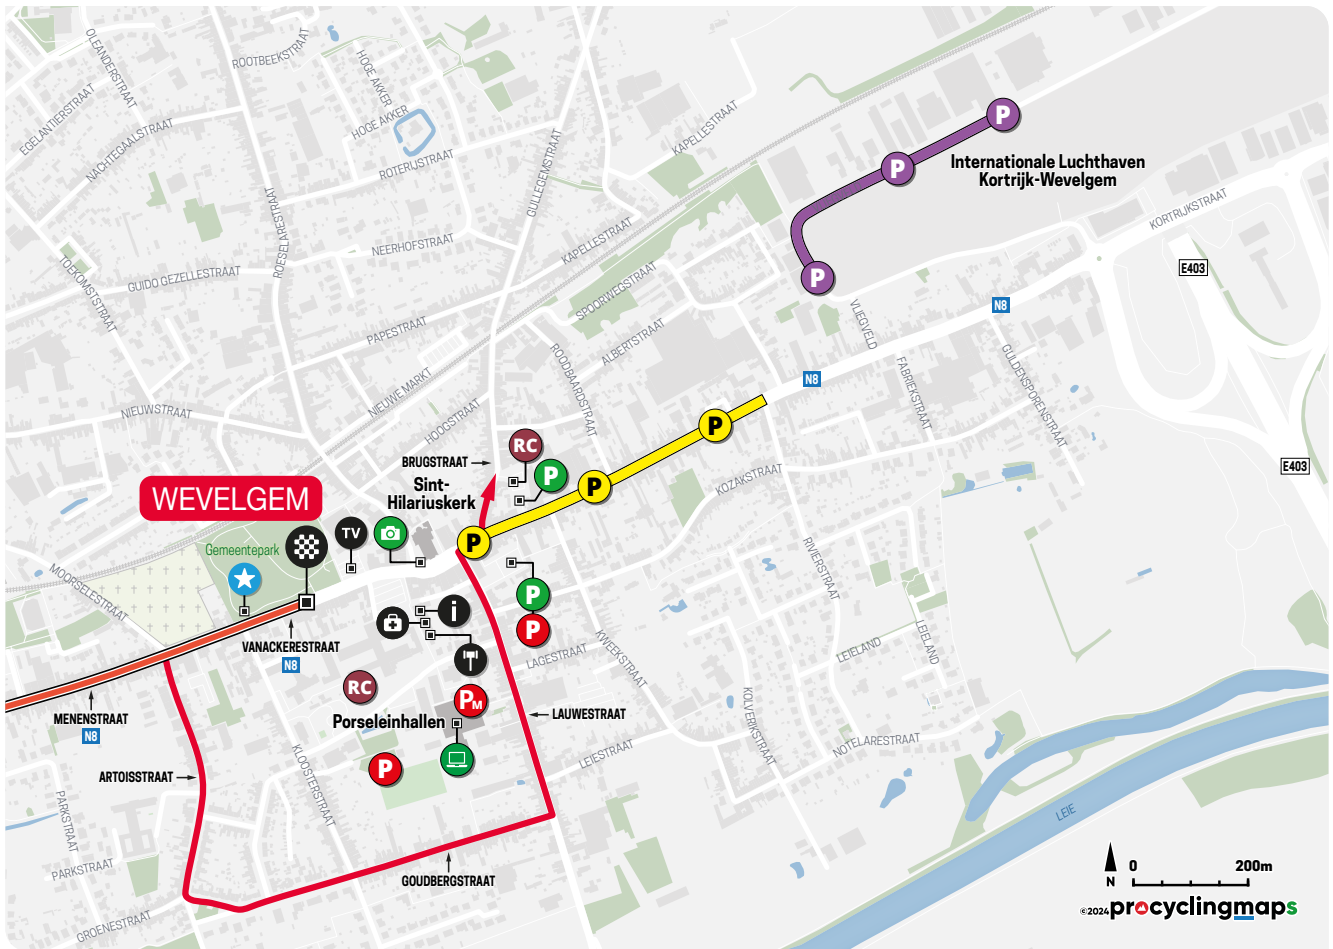 OLEANDERSTRAAT
ROOTBEEKSTRAAT
HOGE AKKER
EGELANTIERSTRAAT
NACHTEGAALSTRAAT
HOGE AKKER
ROTERIJSTRAAT
GULLEGEMSTRAAT
KAPELLESTRAAT
P
P
Internationale Luchthaven
Kortrijk-Wevelgem
KORTRIJKSTRAAT
ROESELARESTRAAT
NEERHOFSTRAAT
KAPELLESTRAAT
TOEKOMSTSTRAAT
GUIDO GEZELLESTRAAT
SPOORWEGSTRAAT
P
E403
N8
VLIEGVELD
PAPESTRAAT
ALBERTSTRAAT
ROODBAARDSTRAAT
FABRIEKSTRAAT
GULDENSPORENSTRAAT
N8
NIEUWE MARKT
NIEUWSTRAAT
HOOGSTRAAT
P
RC
BRUGSTRAAT
P
E403
Sint-
Hilariuskerk
P
KOZAKSTRAAT
WEVELGEM
TV
P
Gemeentepark
MOORSELESTRAAT
RIVIERSTRAAT
P
i
P
VANACKERESTRAAT
N8
LAGESTRAAT
KWEEKSTRAAT
LEIELAND
LEIELAND
RC
PM
Porseleinhallen
LAUWESTRAAT
KOLVERIKSTRAAT
MENENSTRAAT
N8
NOTELARESTRAAT
LEIESTRAAT
KLOOSTERSTRAAT
P
ARTOISSTRAAT
PARKSTRAAT
LEIE
PARKSTRAAT
GOUDBERGSTRAAT
GROENESTRAAT
N
0 200m
©2024 procyclingmaps